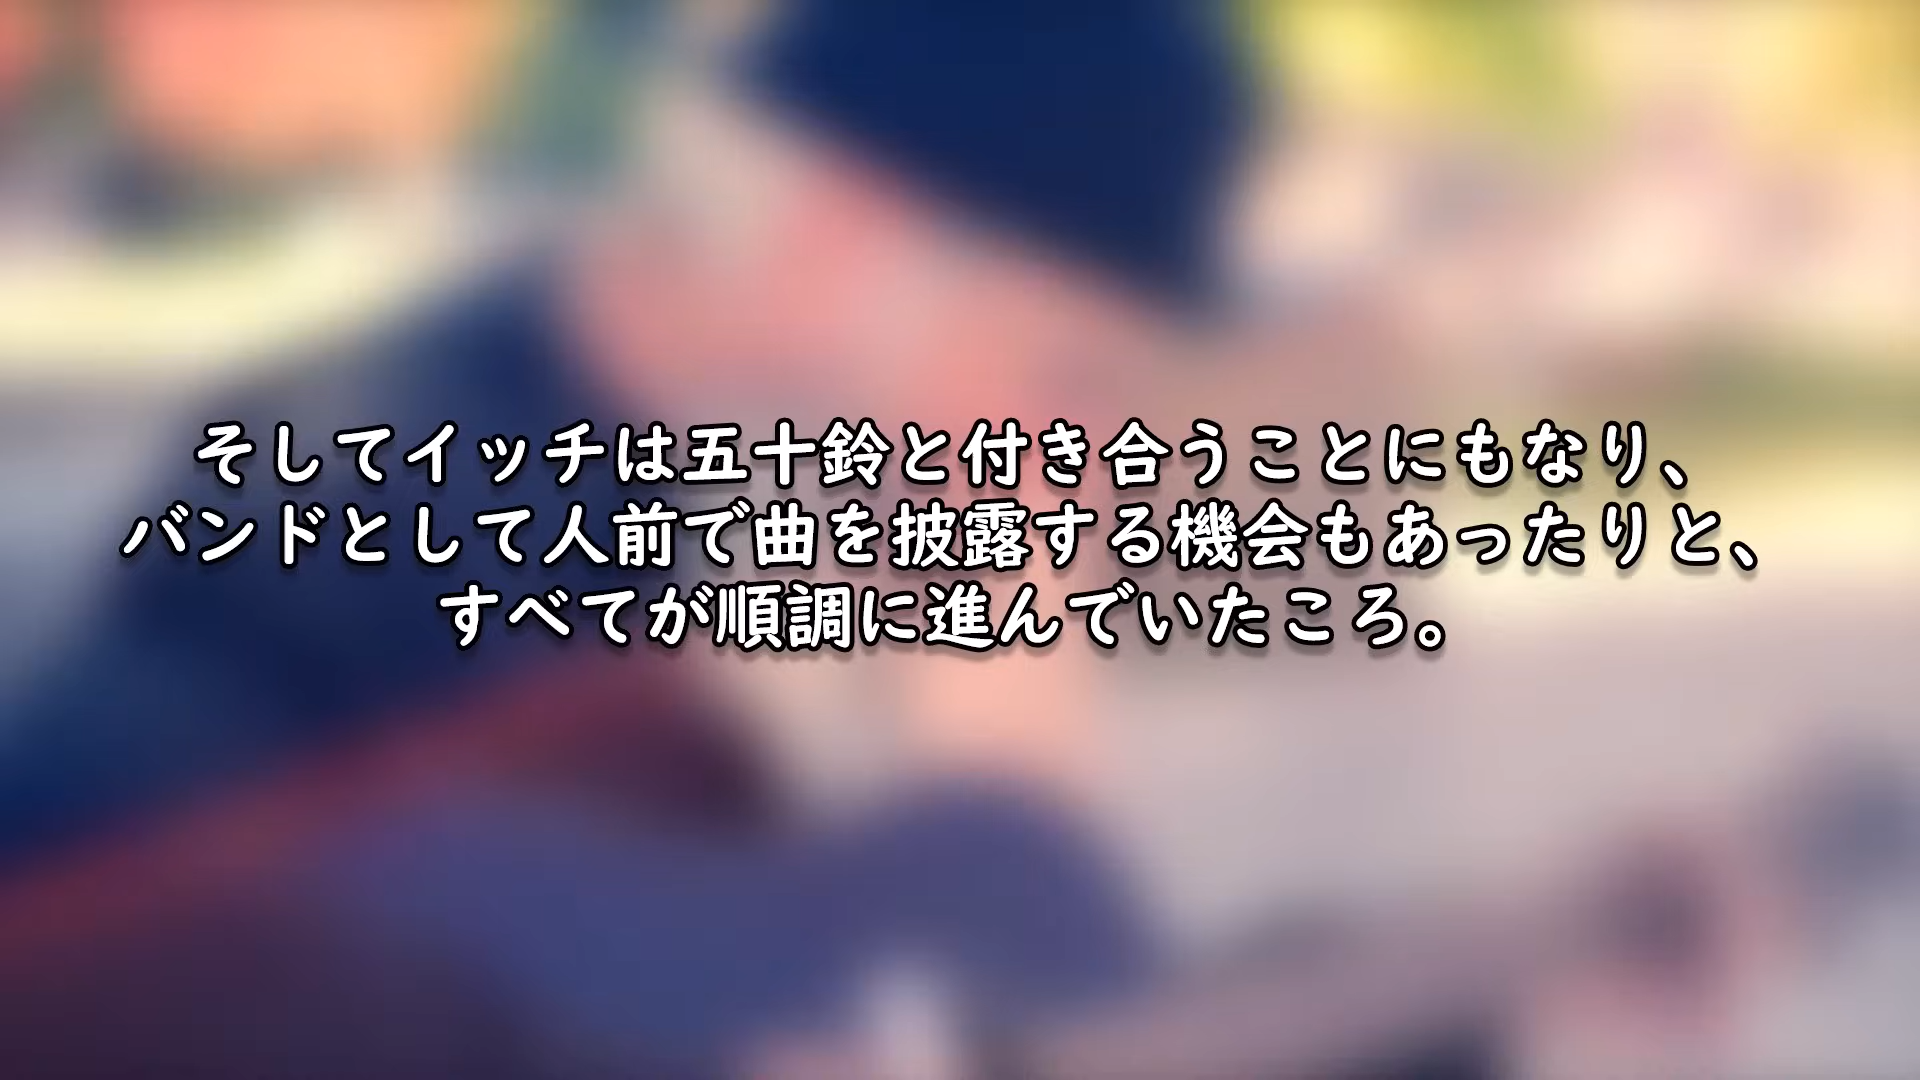 そしてイッチは五十鈴と付き合うことにもなり、
バンドとして人前で曲を披露する機会もあったりと、
すべてが順調に進んでいたころ。